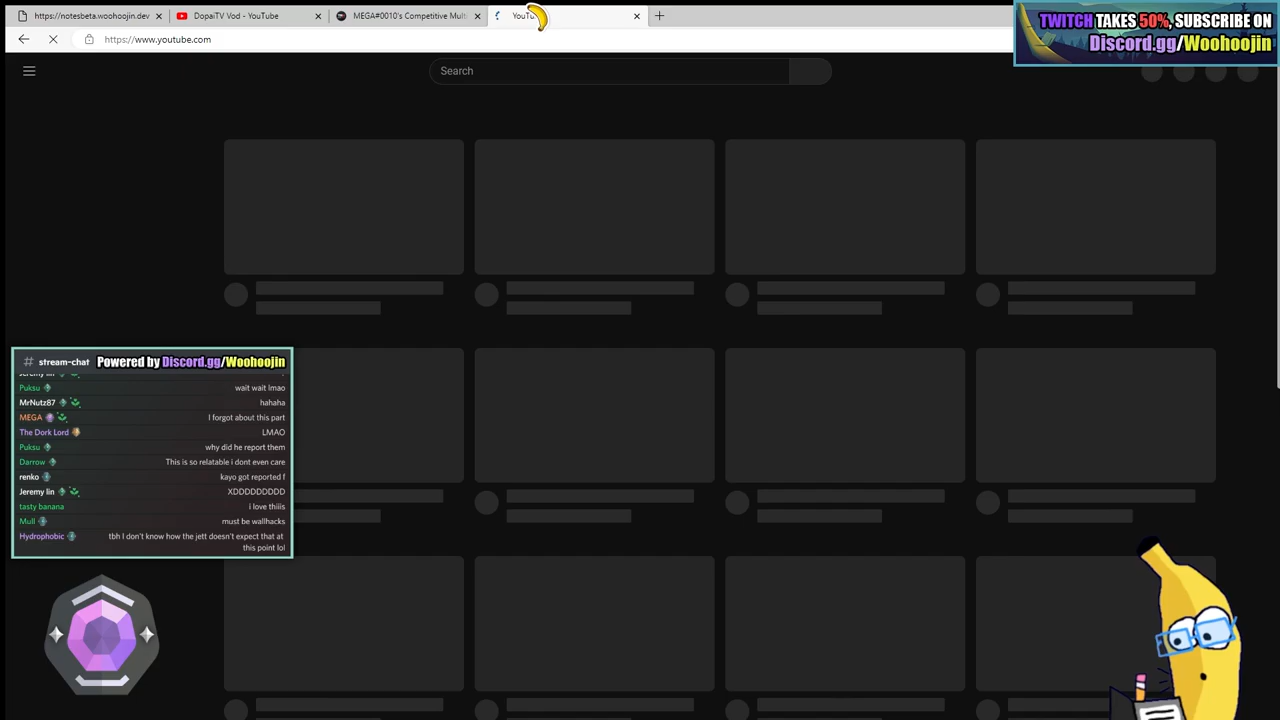 https://notesbeta.woohoojin.dev
DopaiTV Vod - YouTube
MEGA#0010's Competitive Mult
YouTu
https://www.youtube.com
Search
TWITCH TAKES 50%, SUBSCRIBE ON
Discord.gg/Woohoojin
# stream-chat
Powered by Discord.gg/Woohoojin
Jeremy lin
Puksu wait wait lmao
MrNutz87 hahaha
MEGA I forgot about this part
The Dork Lord LMAO
Puksu why did he report them
Darrow This is so relatable i dont even care
renko kayo got reported f
Jeremy lin XDDDDDDDDD
tasty banana i love thiiis
Mull must be wallhacks
Hydrophobic tbh I don't know how the jett doesn't expect that at
this point lol